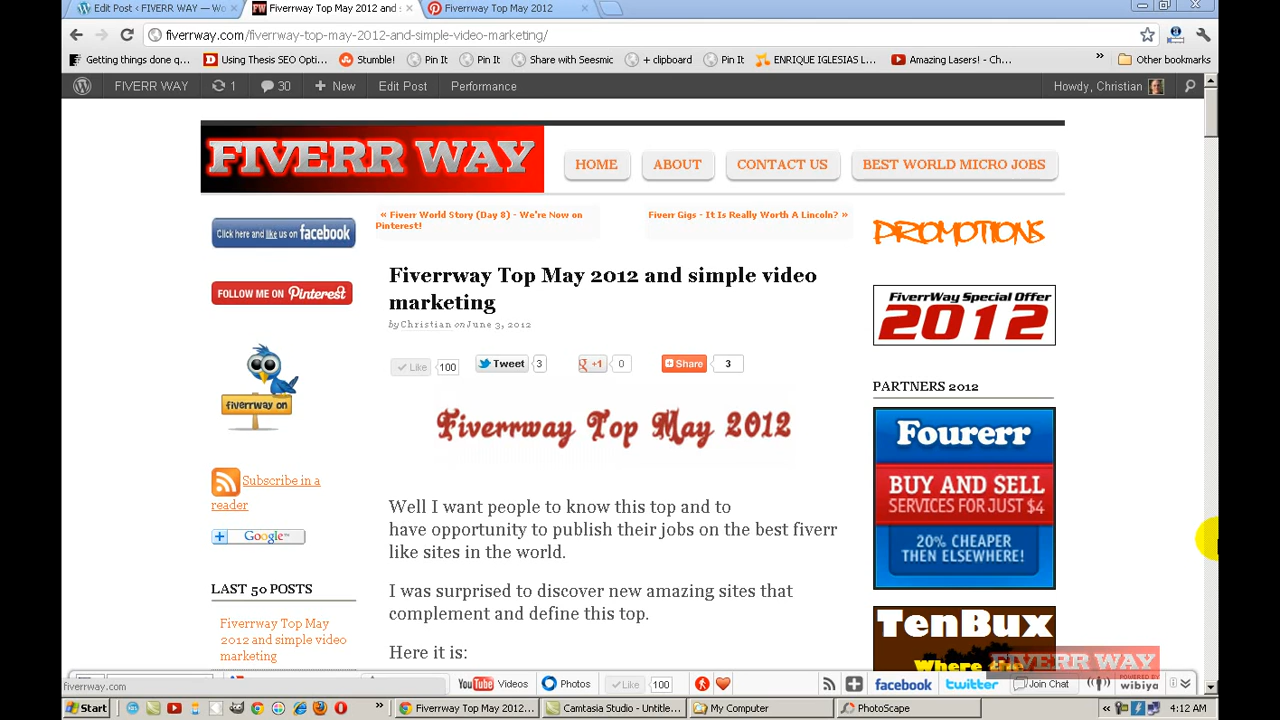 Edit Post ‹ FIVERR WAY — Wo
Fiverrway Top May 2012 and s
Fiverrway Top May 2012
fiverrway.com/fiverrway-top-may-2012-and-simple-video-marketing/
Getting things done q...
Using Thesis SEO Opti...
Stumble!
Pin It
Pin It
Share with Seesmic
+ clipboard
Pin It
ENRIQUE IGLESIAS L...
Amazing Lasers! - Ch...
»
Other bookmarks
FIVERR WAY
1
30
+ New
Edit Post
Performance
Howdy, Christian
FIVERR WAY
HOME
ABOUT
CONTACT US
BEST WORLD MICRO JOBS
Click here and like us on facebook
FOLLOW ME ON Pinterest
fiverrway on
Subscribe in a
reader
+ Google™
LAST 50 POSTS
Fiverrway Top May
2012 and simple video
marketing
« Fiverr World Story (Day 8) - We're Now on
Pinterest!
Fiverr Gigs - It Is Really Worth A Lincoln? »
Fiverrway Top May 2012 and simple video
marketing
by Christian on June 3, 2012
Like
100
Tweet
3
+1
0
Share
3
Fiverrway Top May 2012
Well I want people to know this top and to
have opportunity to publish their jobs on the best fiverr
like sites in the world.
I was surprised to discover new amazing sites that
complement and define this top.
Here it is:
PROMOTIONS
FiverrWay Special Offer
2012
PARTNERS 2012
Fourerr
BUY AND SELL
SERVICES FOR JUST $4
20% CHEAPER
THEN ELSEWHERE!
TenBux
Where the
FIVERR WAY
fiverrway.com
YouTube Videos
Photos
Like
100
facebook
twitter
Join Chat
POWERED BY
wibiya
Start
»
Fiverrway Top May 2012...
Camtasia Studio - Untitle...
My Computer
PhotoScape
4:12 AM